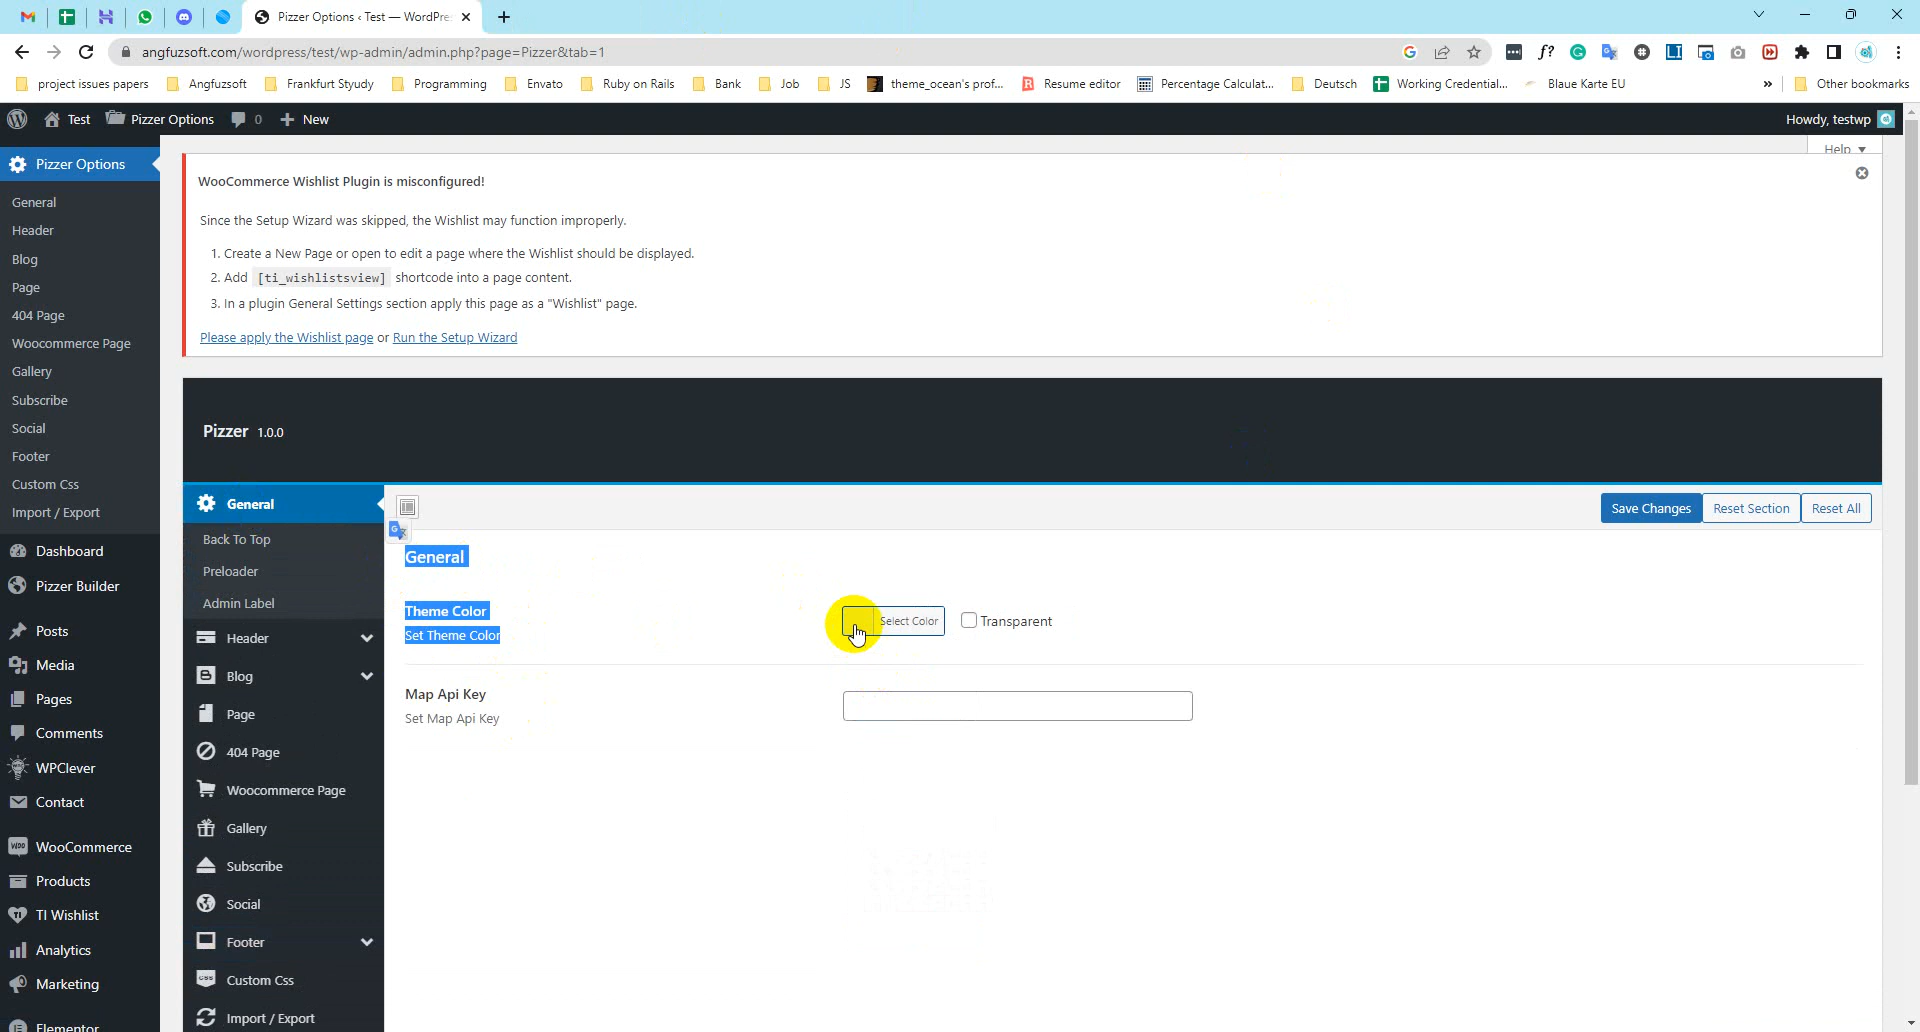 Pizzer Options ‹ Test — WordPre
angfuzsoft.com/wordpress/test/wp-admin/admin.php?page=Pizzer&tab=1
project issues papers
Angfuzsoft
Frankfurt Styudy
Programming
Envato
Ruby on Rails
Bank
Job
JS
theme_ocean's prof...
Resume editor
Percentage Calculat...
Deutsch
Working Credential...
Blaue Karte EU
»
Other bookmarks
Test
Pizzer Options
0
New
Howdy, testwp
Help
Pizzer Options
General
Header
Blog
Page
404 Page
Woocommerce Page
Gallery
Subscribe
Social
Footer
Custom Css
Import / Export
Dashboard
Pizzer Builder
Posts
Media
Pages
Comments
WPClever
Contact
WooCommerce
Products
TI Wishlist
Analytics
Marketing
Elementor
WooCommerce Wishlist Plugin is misconfigured!
Since the Setup Wizard was skipped, the Wishlist may function improperly.
1. Create a New Page or open to edit a page where the Wishlist should be displayed.
2. Add [ti_wishlistsview] shortcode into a page content.
3. In a plugin General Settings section apply this page as a "Wishlist" page.
Please apply the Wishlist page or Run the Setup Wizard
Pizzer 1.0.0
General
Back To Top
Preloader
Admin Label
Header
Blog
Page
404 Page
Woocommerce Page
Gallery
Subscribe
Social
Footer
Custom Css
Import / Export
Save Changes
Reset Section
Reset All
General
Theme Color
Set Theme Color
Select Color
Transparent
Map Api Key
Set Map Api Key